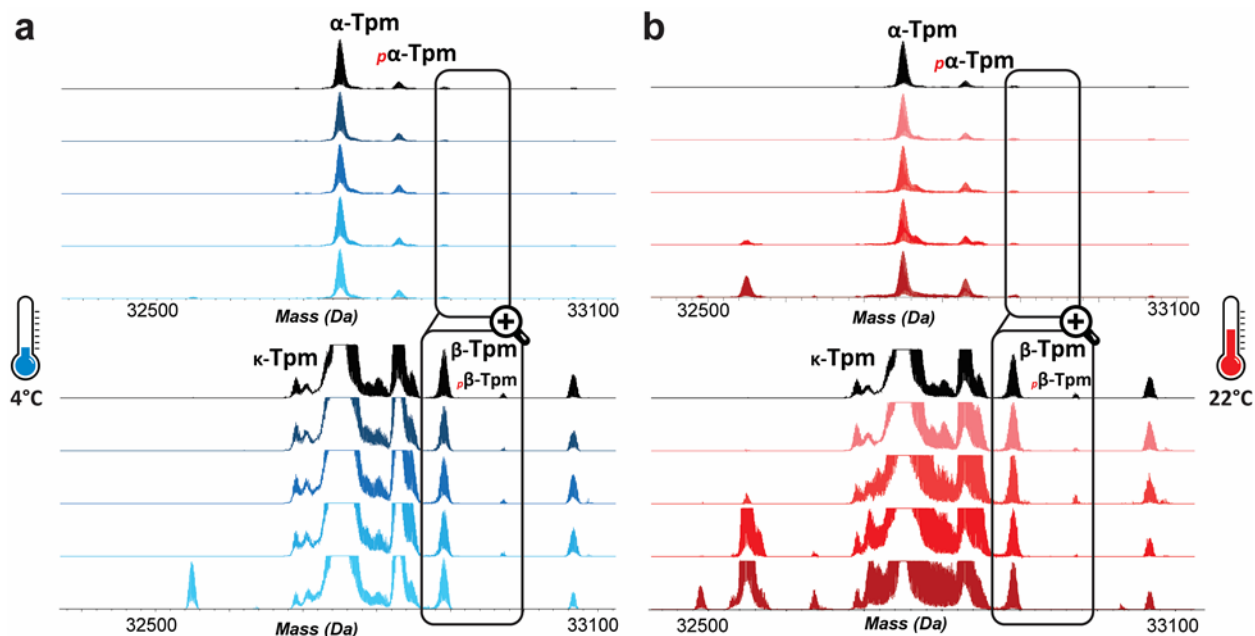 a
α-Tpm
pα-Tpm
32500
Mass (Da)
33100
κ-Tpm
β-Tpm
pβ-Tpm
4°C
32500
Mass (Da)
33100
b
α-Tpm
pα-Tpm
32500
Mass (Da)
33100
κ-Tpm
β-Tpm
pβ-Tpm
22°C
32500
Mass (Da)
33100